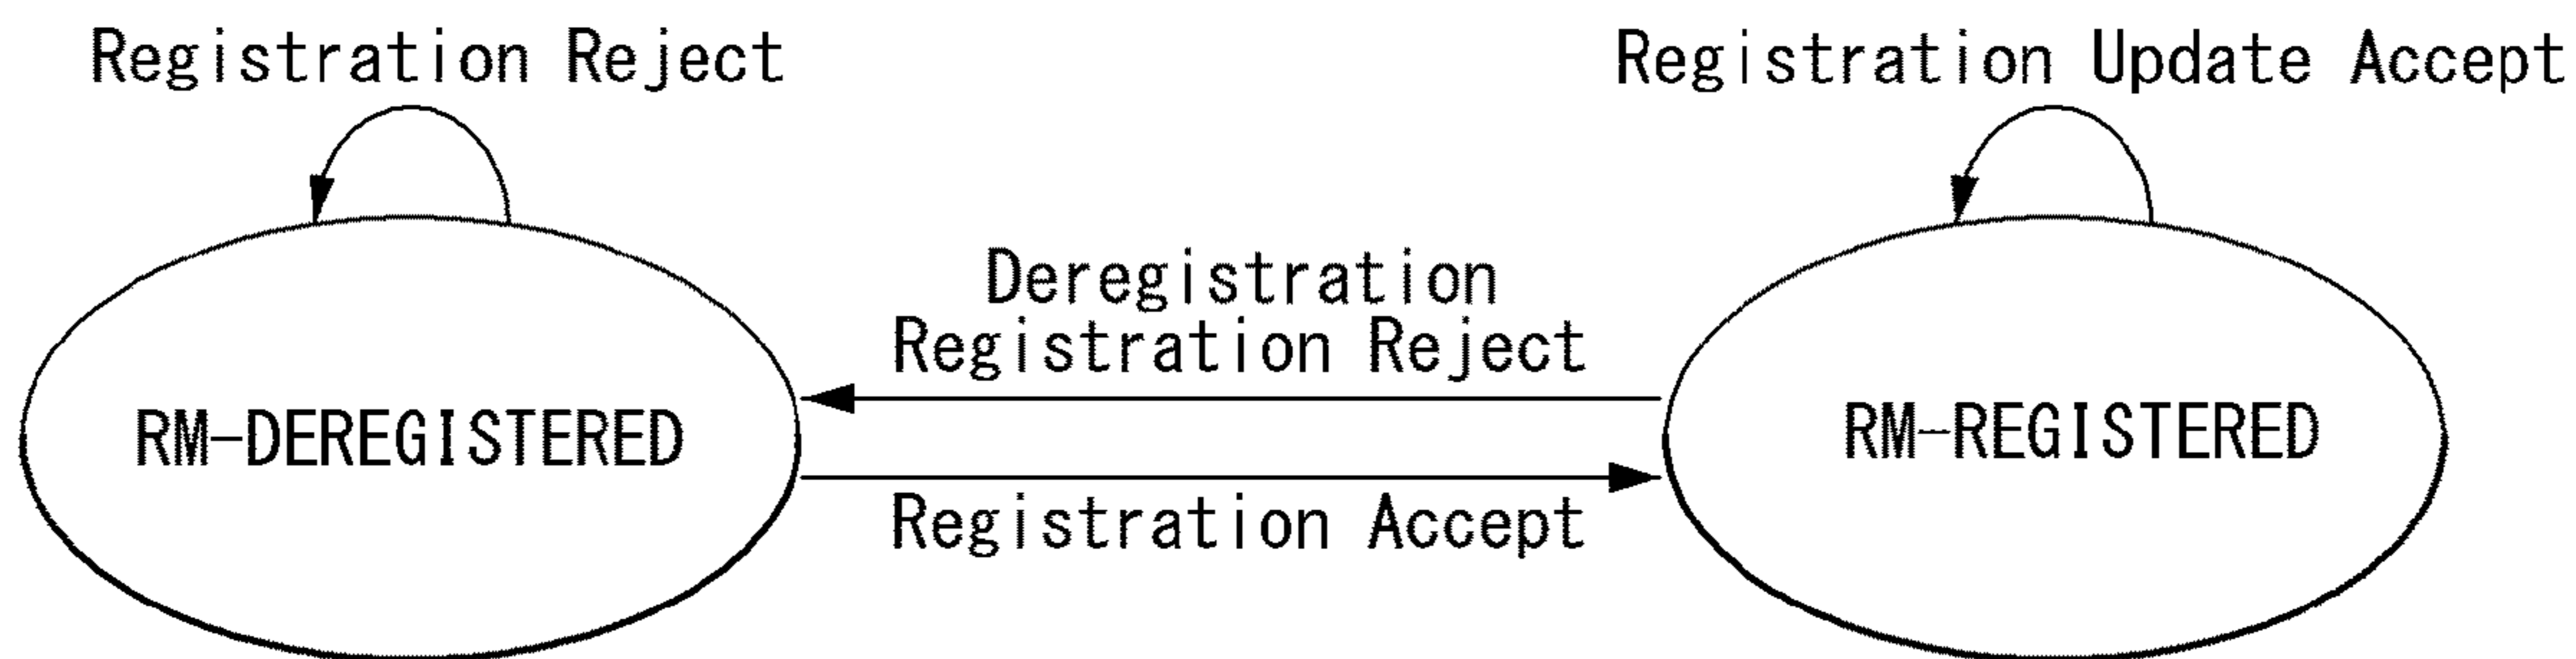 Registration Reject
Registration Update Accept
Deregistration
Registration Reject
RM-DEREGISTERED
RM-REGISTERED
Registration Accept